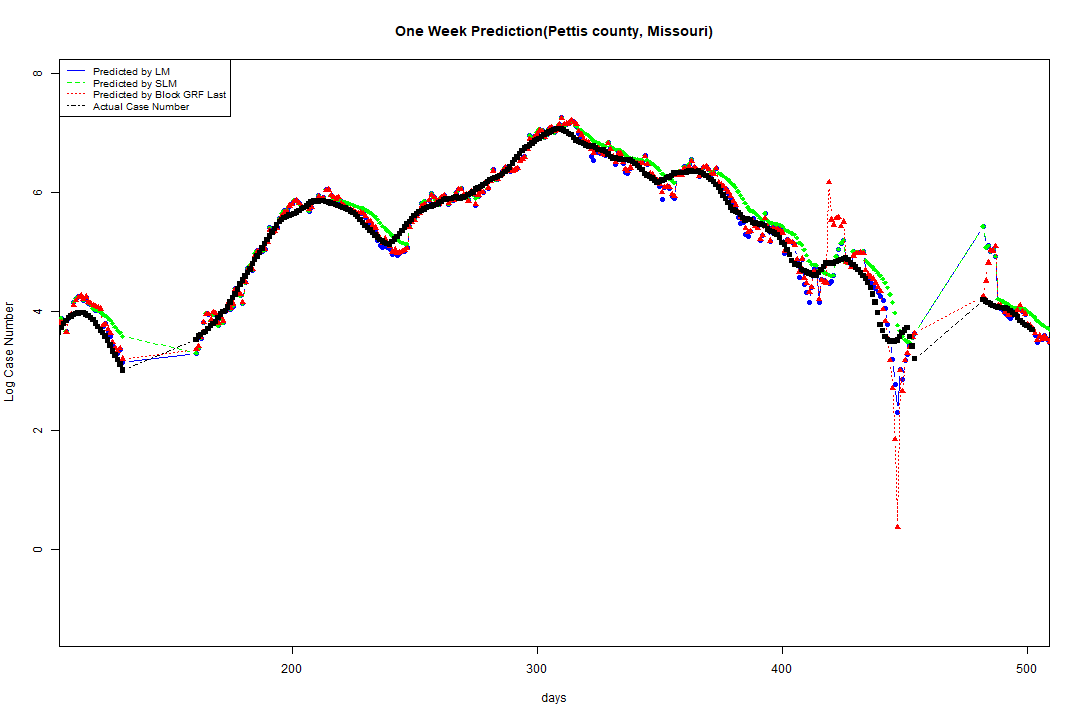 One Week Prediction(Pettis county, Missouri)
Predicted by LM
Predicted by SLM
Predicted by Block GRF Last
Actual Case Number
8
6
4
2
0
Log Case Number
200
300
400
500
days